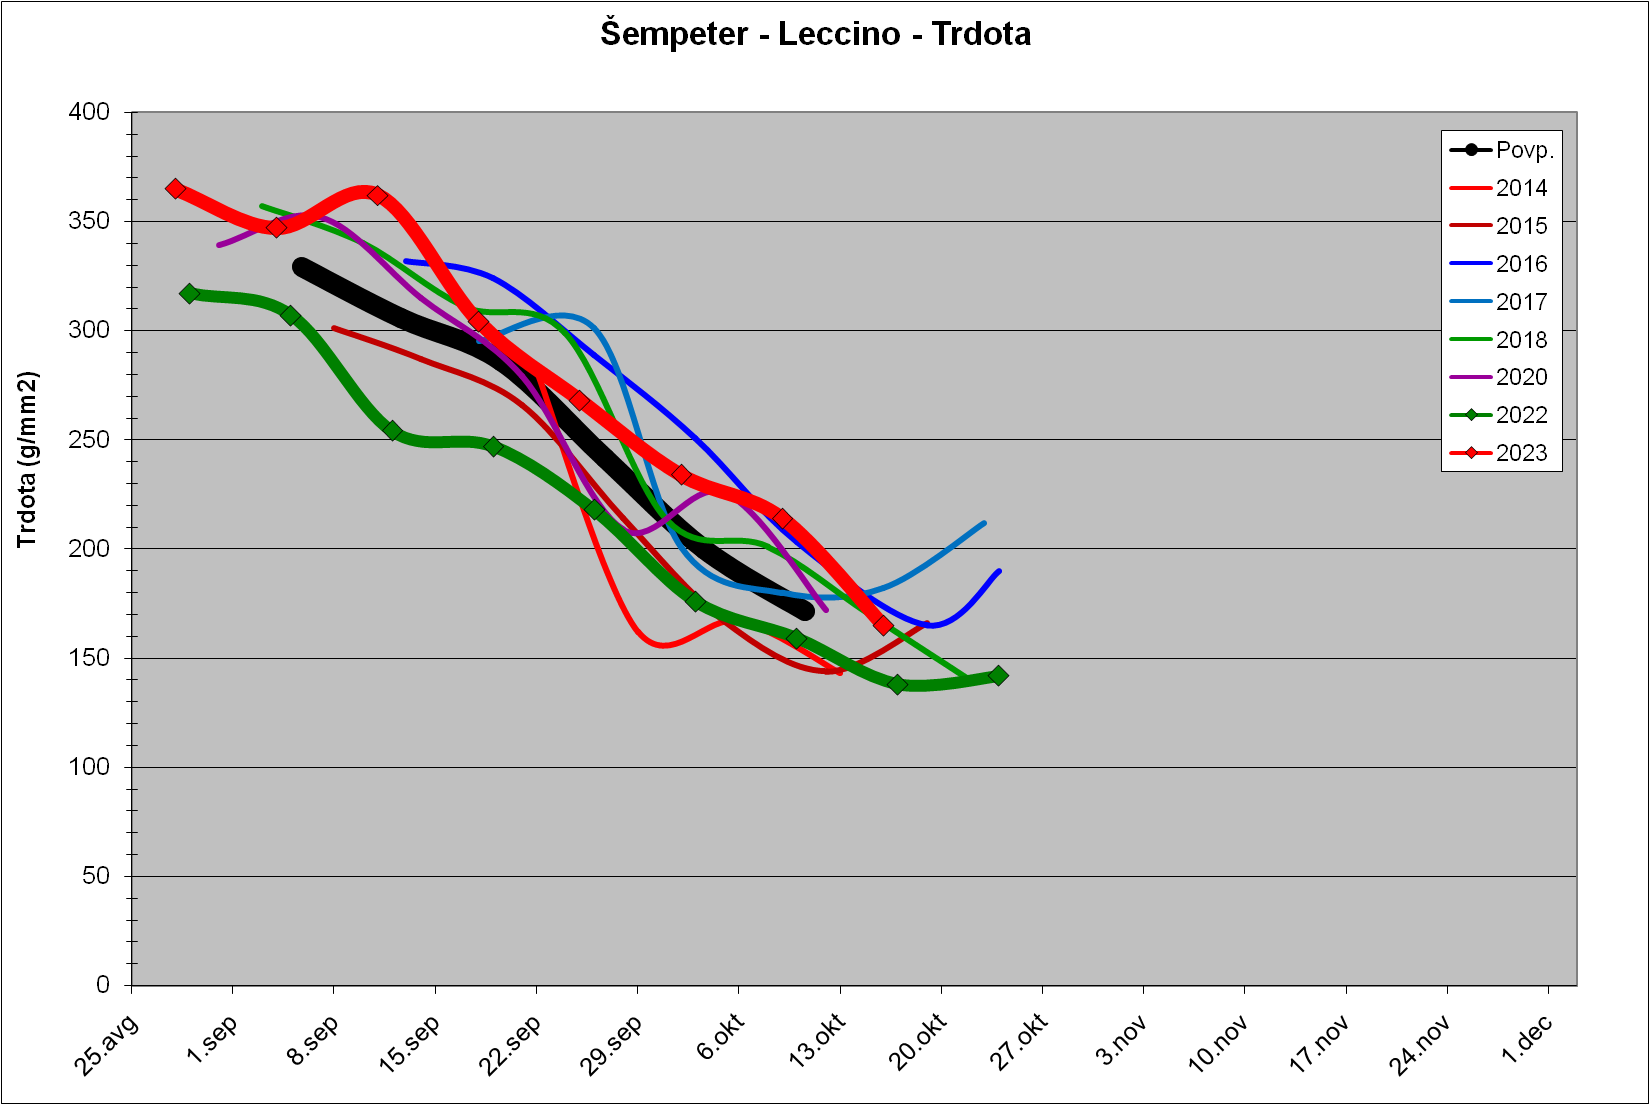 Šempeter - Leccino - Trdota
Trdota (g/mm2)
400
350
300
250
200
150
100
50
0
25.avg
1.sep
8.sep
15.sep
22.sep
29.sep
6.okt
13.okt
20.okt
27.okt
3.nov
10.nov
17.nov
24.nov
1.dec
Povp.
2014
2015
2016
2017
2018
2020
2022
2023